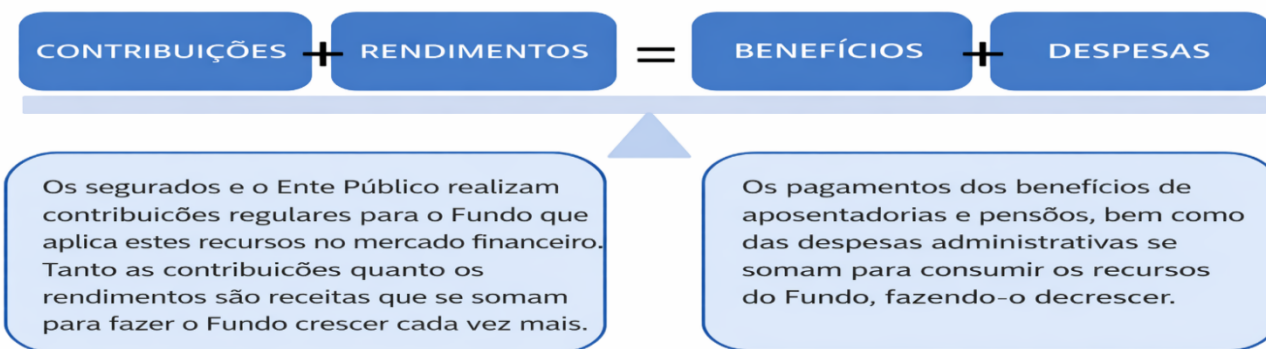 CONTRIBUIÇÕES + RENDIMENTOS = BENEFÍCIOS + DESPESAS
Os segurados e o Ente Público realizam
contribuicões regulares para o Fundo que
aplica estes recursos no mercado financeiro.
Tanto as contribuicões quanto os
rendimentos são receitas que se somam
para fazer o Fundo crescer cada vez mais.
Os pagamentos dos benefícios de
aposentadorias e pensõos, bem como
das despesas administrativas se
somam para consumir os recursos
do Fundo, fazendo-o decrescer.